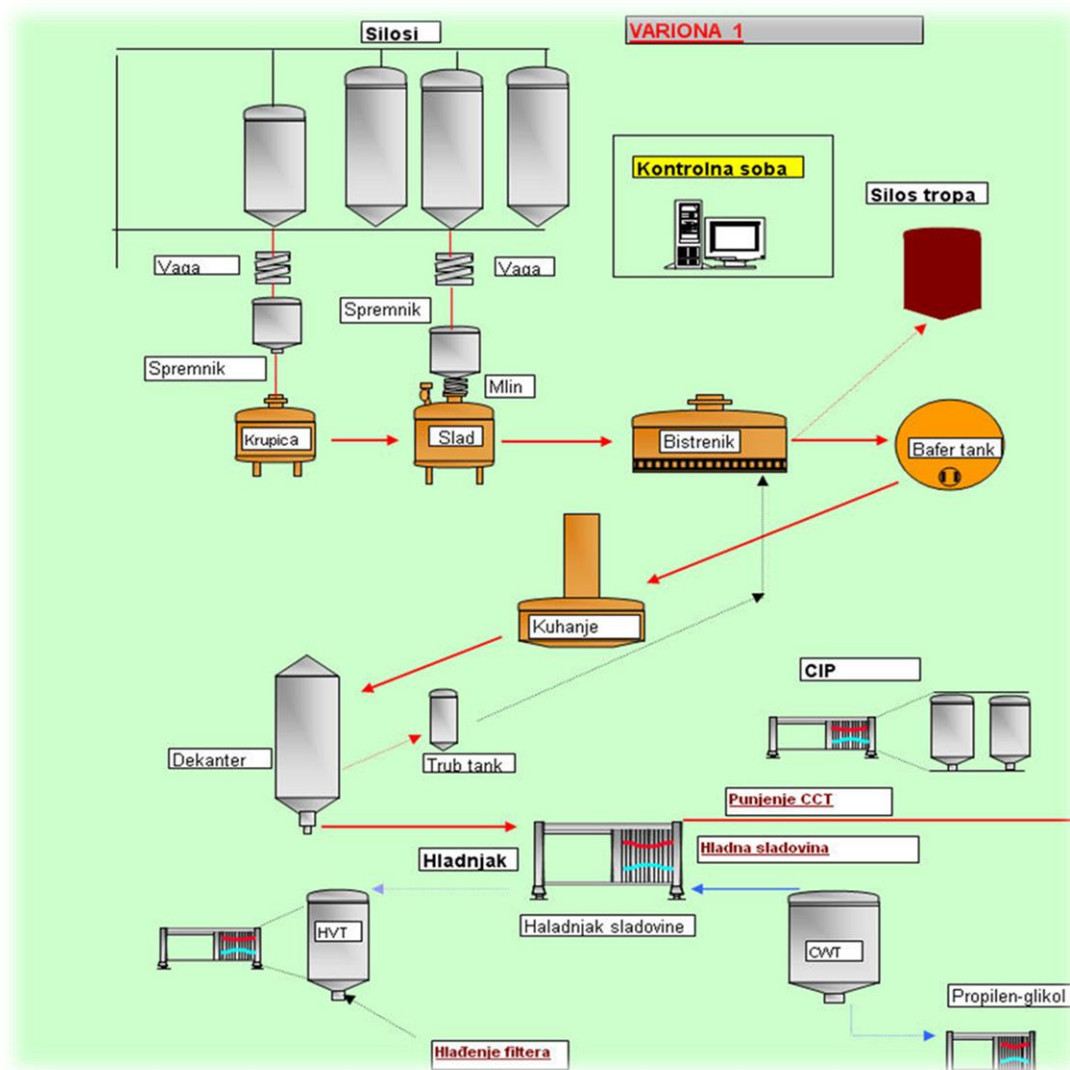 Silosi
VARIONA 1
Kontrolna soba
Silos tropa
Vaga
Vaga
Spremnik
Spremnik
Mlin
Krupica
Slad
Bistrenik
Bafer tank
Kuhanje
CIP
Dekanter
Trub tank
Punjenje CCT
Hladna sladovina
Hladnjak
Haladnjak sladovine
HVT
CWT
Propilen-glikol
Hlađenje filtera